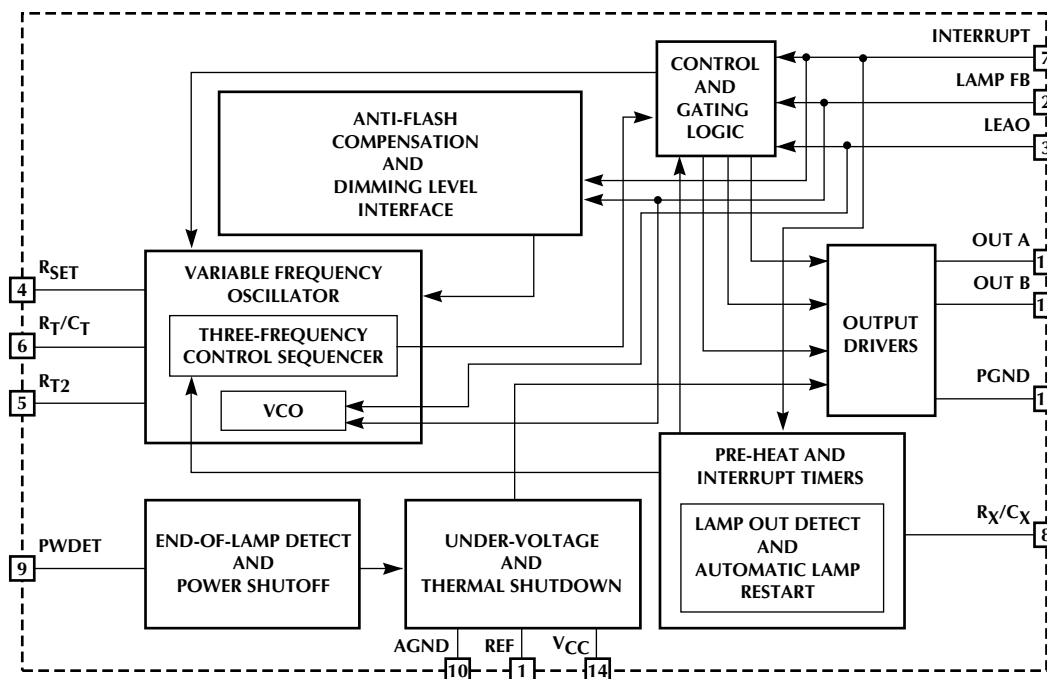 INTERRUPT
7
LAMP FB
2
LEAO
3
CONTROL
AND
GATING
LOGIC
ANTI-FLASH
COMPENSATION
AND
DIMMING LEVEL
INTERFACE
OUT A
1
OUT B
1
PGND
1
4
RSET
6
RT/CT
5
RT2
VARIABLE FREQUENCY
OSCILLATOR
THREE-FREQUENCY
CONTROL SEQUENCER
VCO
OUTPUT
DRIVERS
PRE-HEAT AND
INTERRUPT TIMERS
LAMP OUT DETECT
AND
AUTOMATIC LAMP
RESTART
RX/CX
8
9
PWDET
END-OF-LAMP DETECT
AND
POWER SHUTOFF
UNDER-VOLTAGE
AND
THERMAL SHUTDOWN
AGND
REF
VCC
10
1
14